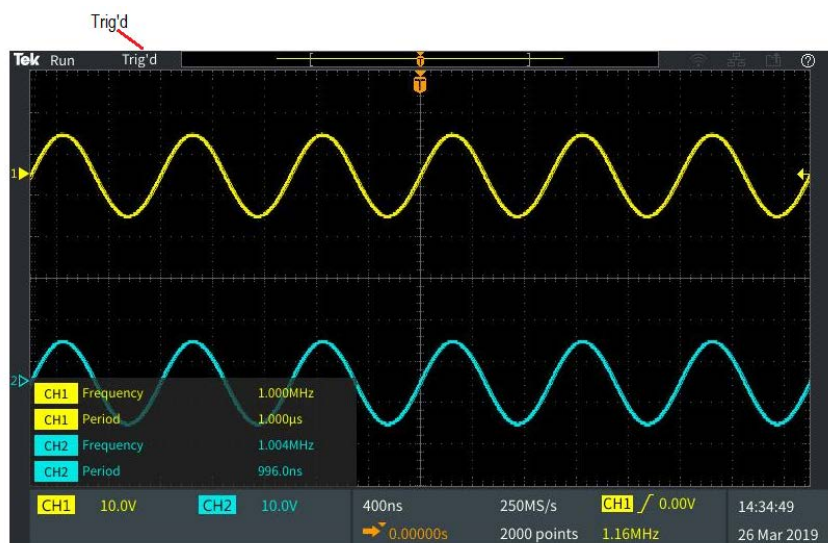 Trig'd
Tek Run Trig'd
T
T
1
2
CH1 Frequency 1.000MHz
CH1 Period 1.000µs
CH2 Frequency 1.004MHz
CH2 Period 996.0ns
CH1 10.0V CH2 10.0V 400ns 250MS/s CH1 0.00V 14:34:49
0.00000s 2000 points 1.16MHz 26 Mar 2019